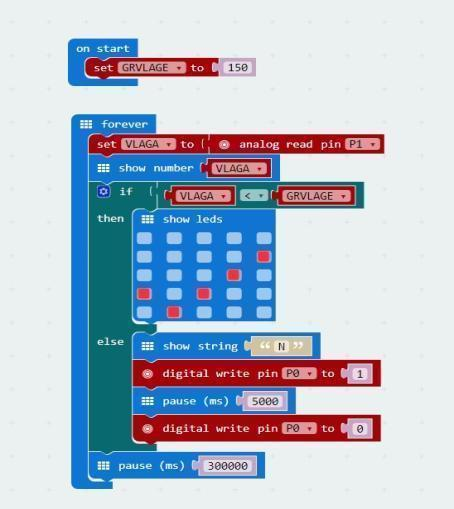 on start
set GRVLAGE to 150
forever
set VLAGA to ( analog read pin P1
show number VLAGA
if ( VLAGA < GRVLAGE
then show leds
else show string “ N ”
digital write pin P0 to 1
pause (ms) 5000
digital write pin P0 to 0
pause (ms) 300000